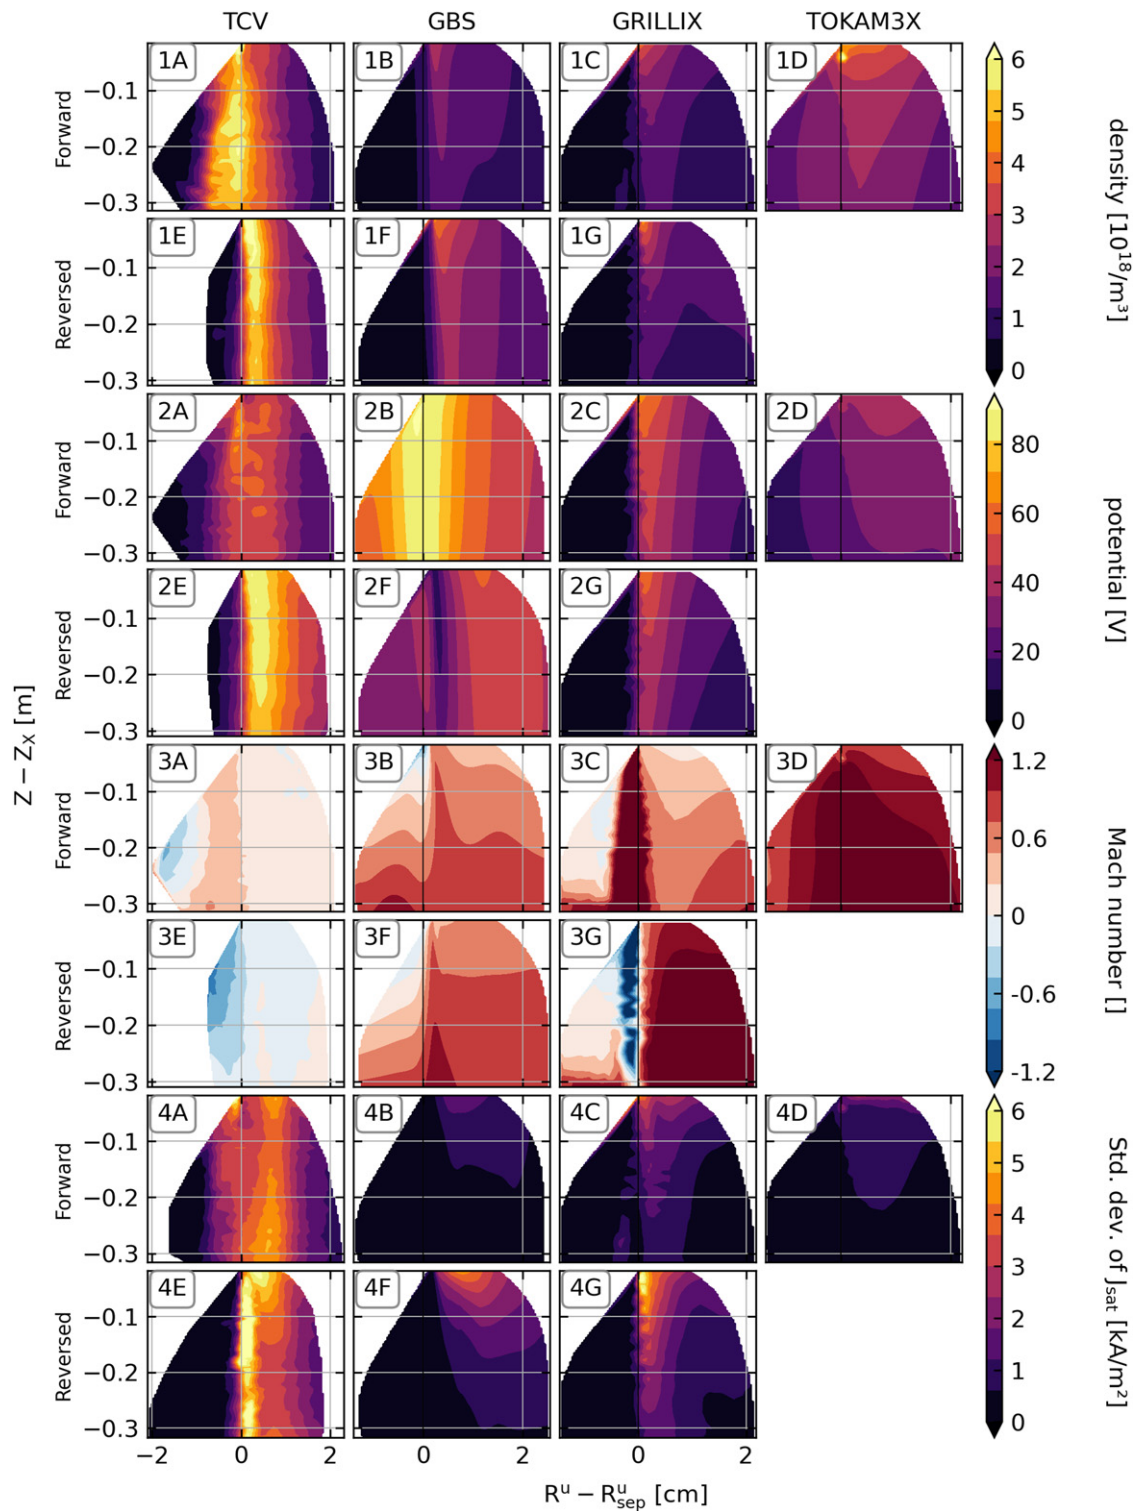 TCV GBS GRILLIX TOKAM3X
1A 1B 1C 1D
−0.1
−0.2
−0.3
Forward
1E 1F 1G
−0.1
−0.2
−0.3
Reversed
6
5
4
3
2
1
0
density [10¹⁸/m³]
2A 2B 2C 2D
−0.1
−0.2
−0.3
Forward
2E 2F 2G
−0.1
−0.2
−0.3
Reversed
80
60
40
20
0
potential [V]
Z − Z_X [m]
3A 3B 3C 3D
−0.1
−0.2
−0.3
Forward
3E 3F 3G
−0.1
−0.2
−0.3
Reversed
1.2
0.6
0
-0.6
-1.2
Mach number []
4A 4B 4C 4D
−0.1
−0.2
−0.3
Forward
4E 4F 4G
−0.1
−0.2
−0.3
Reversed
6
5
4
3
2
1
0
Std. dev. of J_sat [kA/m²]
−2 0 2 0 2 0 2
R^u − R^u_sep [cm]